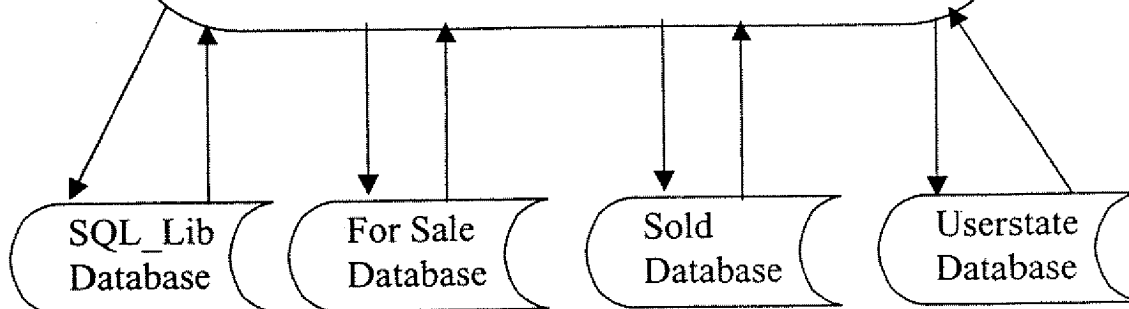 SQL_Lib
Database
For Sale
Database
Sold
Database
Userstate
Database